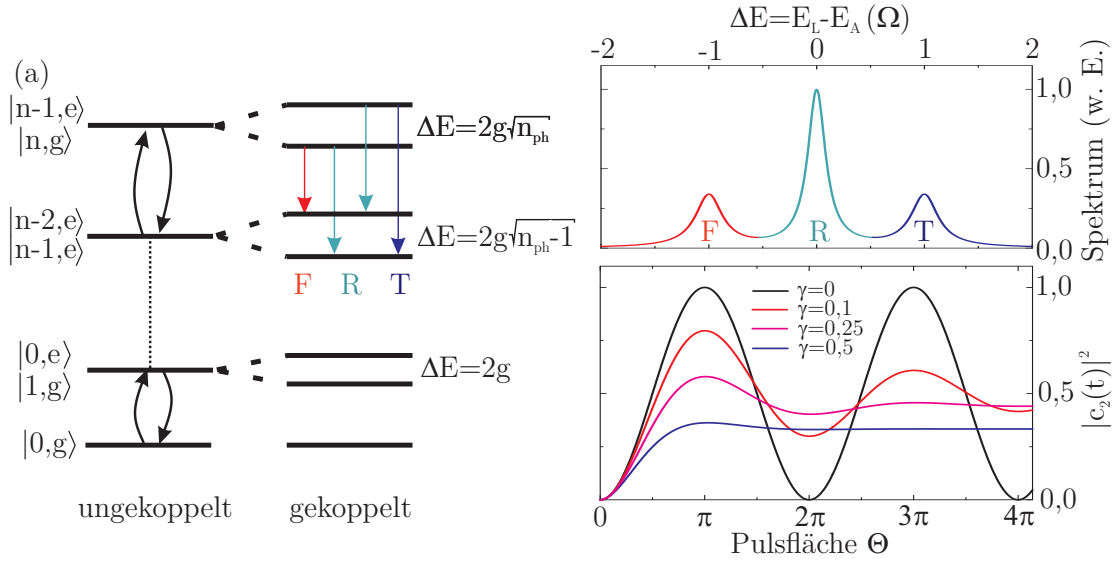 (a)
|n-1,e⟩
|n,g⟩
ΔE=2g√n_ph
|n-2,e⟩
|n-1,e⟩
ΔE=2g√n_ph-1
F R T
|0,e⟩
|1,g⟩
ΔE=2g
|0,g⟩
ungekoppelt gekoppelt
ΔE=E_L-E_A (Ω)
-2 -1 0 1 2
1,0
0,5
0,0
Spektrum (w. E.)
F R T
γ=0
γ=0,1
γ=0,25
γ=0,5
1,0
0,5
0,0
|c₂(t)|²
0 π 2π 3π 4π
Pulsfläche Θ